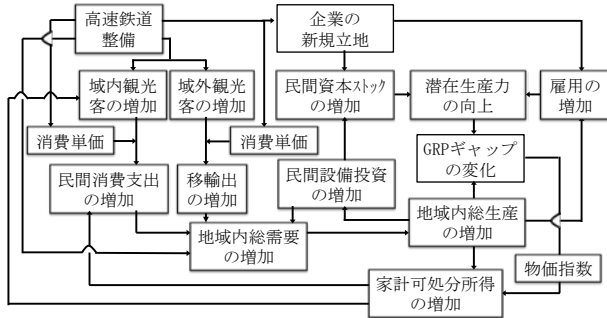 高速鉄道
整備
企業の
新規立地
域内観光
客の増加
域外観光
客の増加
民間資本ストック
の増加
潜在生産力
の向上
雇用の
増加
消費単価
消費単価
GRPギャップ
の変化
民間消費支出
の増加
移輸出
の増加
民間設備投資
の増加
地域内総需要
の増加
地域内総生産
の増加
物価指数
家計可処分所得
の増加